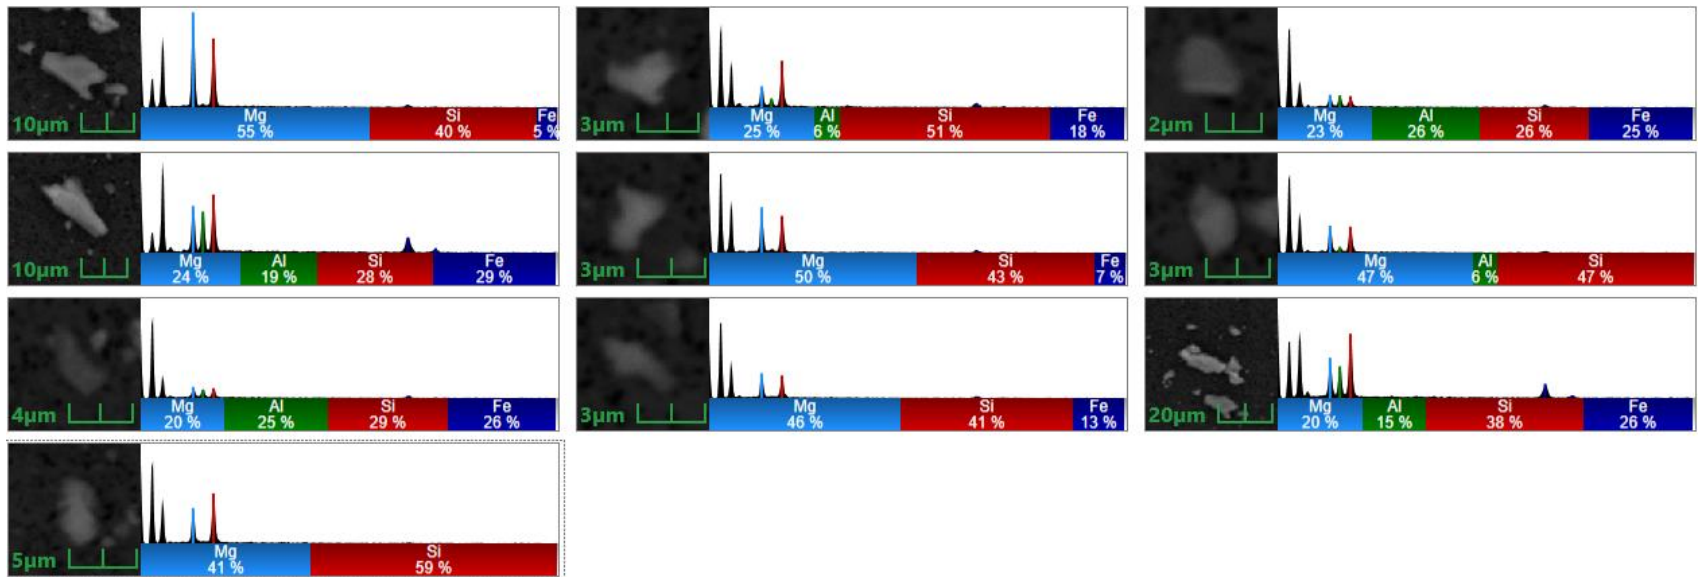 10µm
Mg Si Fe
55 % 40 % 5 %
3µm
Mg Al Si Fe
25 % 6 % 51 % 18 %
2µm
Mg Al Si Fe
23 % 26 % 26 % 25 %
10µm
Mg Al Si Fe
24 % 19 % 28 % 29 %
3µm
Mg Si Fe
50 % 43 % 7 %
3µm
Mg Al Si
47 % 6 % 47 %
4µm
Mg Al Si Fe
20 % 25 % 29 % 26 %
3µm
Mg Si Fe
46 % 41 % 13 %
20µm
Mg Al Si Fe
20 % 15 % 38 % 26 %
5µm
Mg Si
41 % 59 %